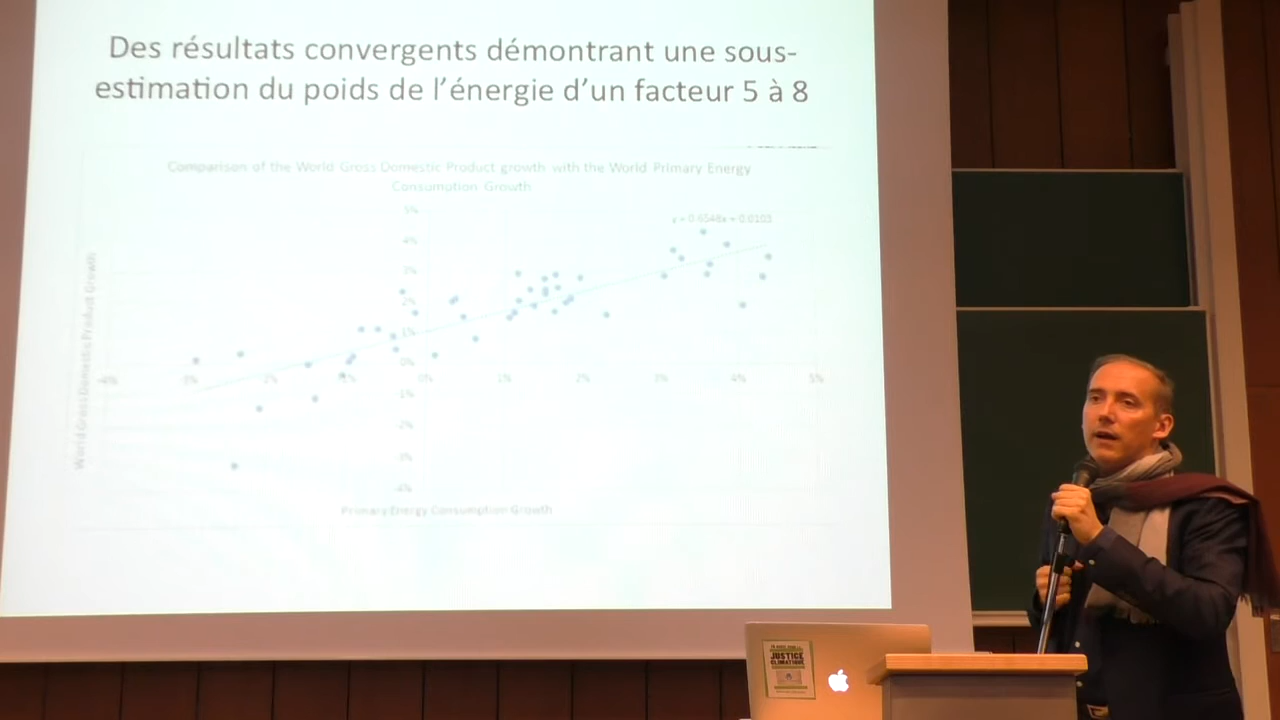 Des résultats convergents démontrant une sous-
estimation du poids de l’énergie d’un facteur 5 à 8
Comparison of the World Gross Domestic Product growth with the World Primary Energy
Consumption Growth
y = 0.6548x + 0.0103
5%
4%
3%
2%
1%
0%
-4%
-3%
-2%
-1%
0%
1%
2%
3%
4%
5%
-1%
-2%
-3%
-4%
World Gross Domestic Product Growth
Primary Energy Consumption Growth
JUSTICE
CLIMATIQUE